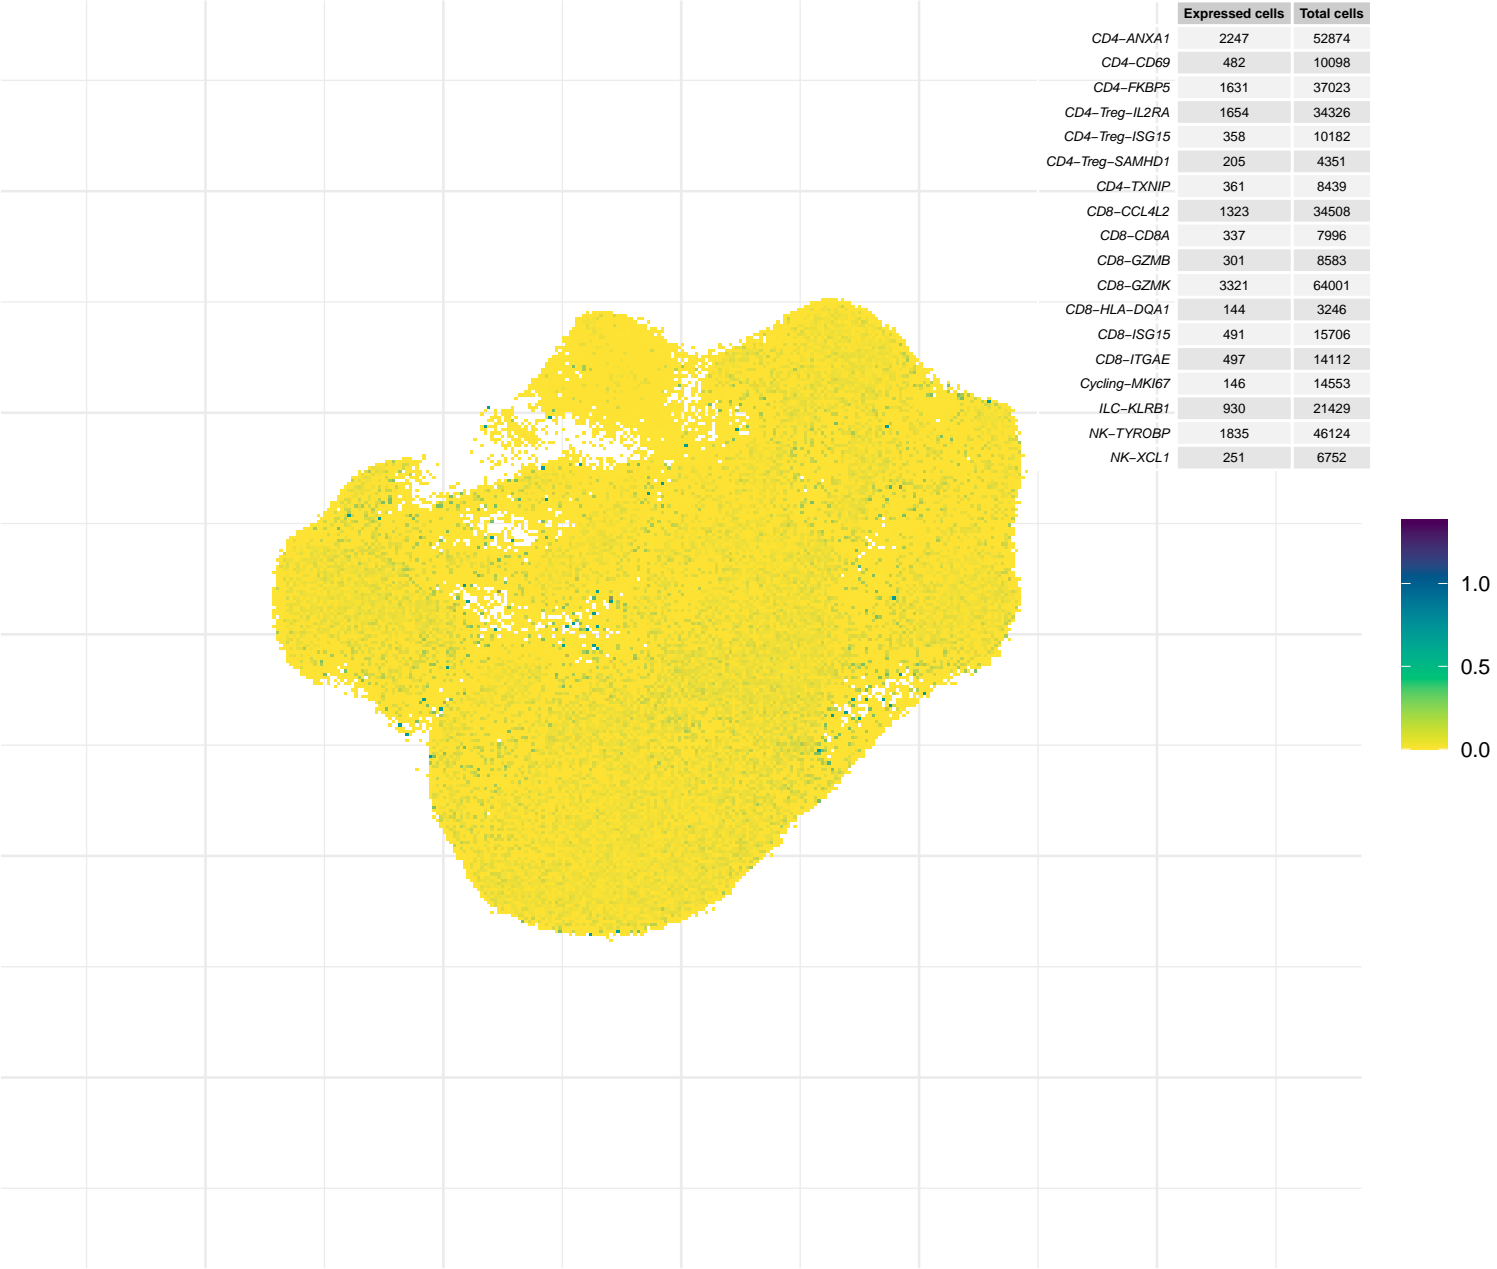 Expressed cells Total cells
CD4−ANXA1 2247 52874
CD4−CD69 482 10098
CD4−FKBP5 1631 37023
CD4−Treg−IL2RA 1654 34326
CD4−Treg−ISG15 358 10182
CD4−Treg−SAMHD1 205 4351
CD4−TXNIP 361 8439
CD8−CCL4L2 1323 34508
CD8−CD8A 337 7996
CD8−GZMB 301 8583
CD8−GZMK 3321 64001
CD8−HLA−DQA1 144 3246
CD8−ISG15 491 15706
CD8−ITGAE 497 14112
Cycling−MKI67 146 14553
ILC−KLRB1 930 21429
NK−TYROBP 1835 46124
NK−XCL1 251 6752
1.0
0.5
0.0